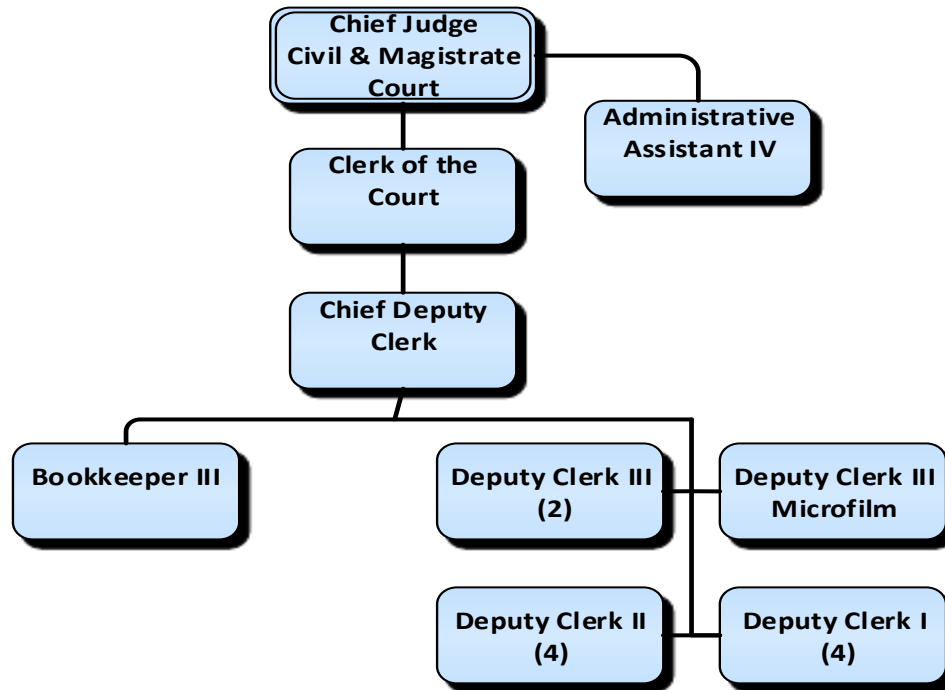 Chief Judge
Civil & Magistrate
Court
Administrative
Assistant IV
Clerk of the
Court
Chief Deputy
Clerk
Bookkeeper III
Deputy Clerk III
(2)
Deputy Clerk III
Microfilm
Deputy Clerk II
(4)
Deputy Clerk I
(4)